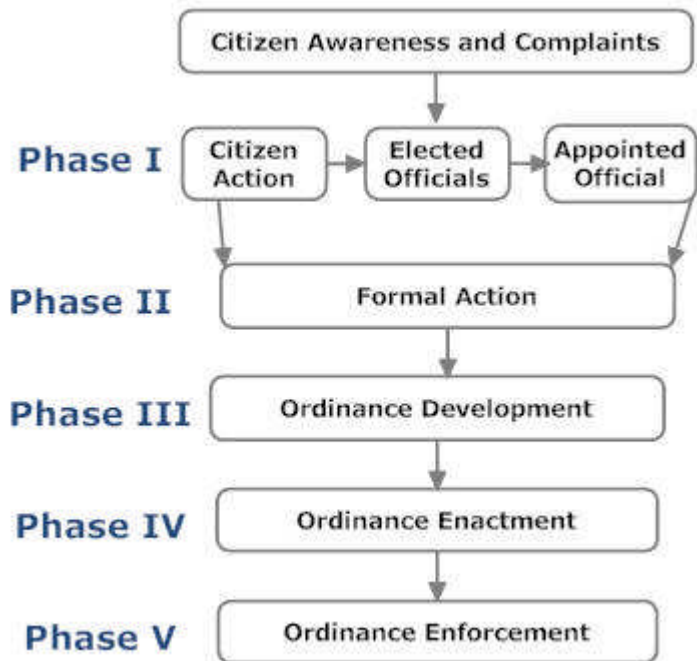 Citizen Awareness and Complaints
Phase I
Citizen
Action
Elected
Officials
Appointed
Official
Phase II
Formal Action
Phase III
Ordinance Development
Phase IV
Ordinance Enactment
Phase V
Ordinance Enforcement